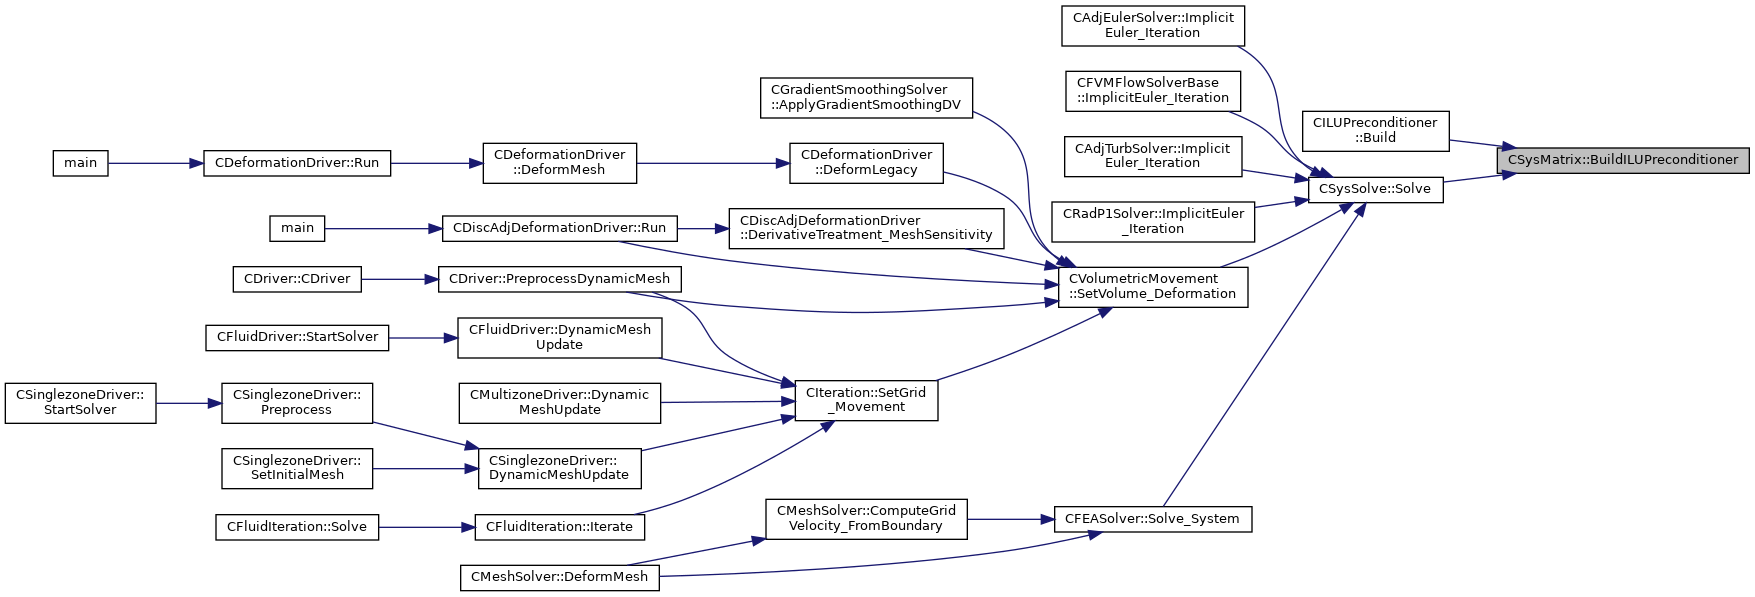 CAdjEulerSolver::Implicit
Euler_Iteration
CFVMFlowSolverBase
::ImplicitEuler_Iteration
CGradientSmoothingSolver
::ApplyGradientSmoothingDV
CILUPreconditioner
::Build
CAdjTurbSolver::Implicit
Euler_Iteration
main
CDeformationDriver::Run
CDeformationDriver
::DeformMesh
CDeformationDriver
::DeformLegacy
CSysMatrix::BuildILUPreconditioner
CSysSolve::Solve
CRadP1Solver::ImplicitEuler
_Iteration
main
CDiscAdjDeformationDriver::Run
CDiscAdjDeformationDriver
::DerivativeTreatment_MeshSensitivity
CDriver::CDriver
CDriver::PreprocessDynamicMesh
CVolumetricMovement
::SetVolume_Deformation
CFluidDriver::StartSolver
CFluidDriver::DynamicMesh
Update
CSinglezoneDriver::
StartSolver
CSinglezoneDriver::
Preprocess
CMultizoneDriver::Dynamic
MeshUpdate
CIteration::SetGrid
_Movement
CSinglezoneDriver::
SetInitialMesh
CSinglezoneDriver::
DynamicMeshUpdate
CFluidIteration::Solve
CFluidIteration::Iterate
CMeshSolver::ComputeGrid
Velocity_FromBoundary
CFEASolver::Solve_System
CMeshSolver::DeformMesh